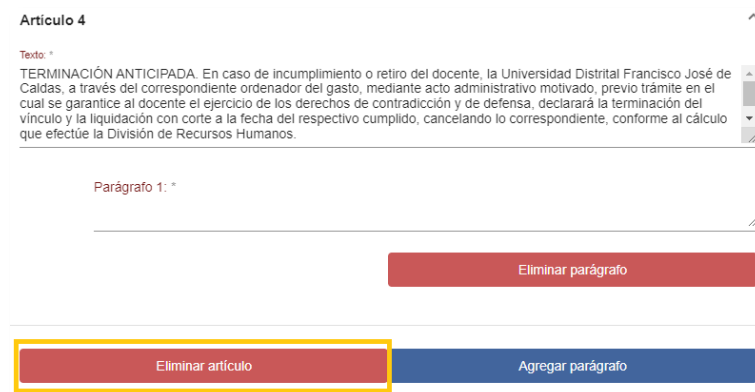 Artículo 4
Texto: *
TERMINACIÓN ANTICIPADA. En caso de incumplimiento o retiro del docente, la Universidad Distrital Francisco José de
Caldas, a través del correspondiente ordenador del gasto, mediante acto administrativo motivado, previo trámite en el
cual se garantice al docente el ejercicio de los derechos de contradicción y de defensa, declarará la terminación del
vínculo y la liquidación con corte a la fecha del respectivo cumplido, cancelando lo correspondiente, conforme al cálculo
que efectúe la División de Recursos Humanos.
Parágrafo 1: *
Eliminar parágrafo
Eliminar artículo
Agregar parágrafo